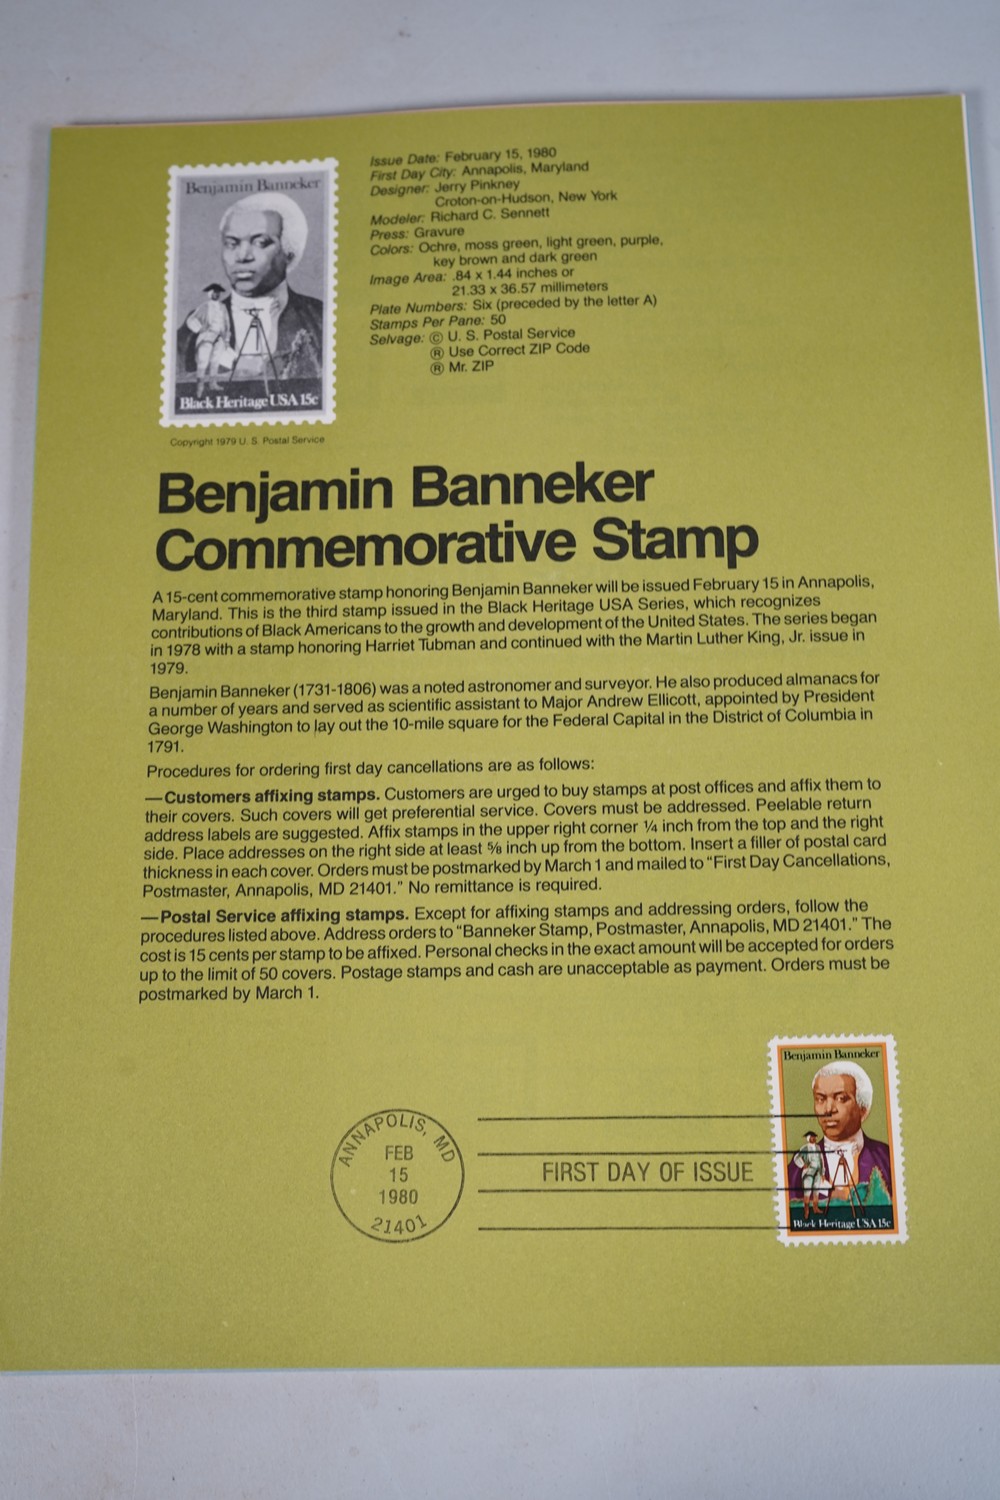 Benjamin Banneker
Black Heritage USA 15c
Copyright 1979 U. S. Postal Service
Issue Date: February 15, 1980
First Day City: Annapolis, Maryland
Designer: Jerry Pinkney
Croton-on-Hudson, New York
Modeler: Richard C. Sennett
Press: Gravure
Colors: Ochre, moss green, light green, purple,
key brown and dark green
Image Area: .84 x 1.44 inches or
21.33 x 36.57 millimeters
Plate Numbers: Six (preceded by the letter A)
Stamps Per Pane: 50
Selvage: © U. S. Postal Service
® Use Correct ZIP Code
® Mr. ZIP
Benjamin Banneker
Commemorative Stamp
A 15-cent commemorative stamp honoring Benjamin Banneker will be issued February 15 in Annapolis,
Maryland. This is the third stamp issued in the Black Heritage USA Series, which recognizes
contributions of Black Americans to the growth and development of the United States. The series began
in 1978 with a stamp honoring Harriet Tubman and continued with the Martin Luther King, Jr. issue in
1979.
Benjamin Banneker (1731-1806) was a noted astronomer and surveyor. He also produced almanacs for
a number of years and served as scientific assistant to Major Andrew Ellicott, appointed by President
George Washington to lay out the 10-mile square for the Federal Capital in the District of Columbia in
1791.
Procedures for ordering first day cancellations are as follows:
—Customers affixing stamps. Customers are urged to buy stamps at post offices and affix them to
their covers. Such covers will get preferential service. Covers must be addressed. Peelable return
address labels are suggested. Affix stamps in the upper right corner ¼ inch from the top and the right
side. Place addresses on the right side at least ⅝ inch up from the bottom. Insert a filler of postal card
thickness in each cover. Orders must be postmarked by March 1 and mailed to “First Day Cancellations,
Postmaster, Annapolis, MD 21401.” No remittance is required.
—Postal Service affixing stamps. Except for affixing stamps and addressing orders, follow the
procedures listed above. Address orders to “Banneker Stamp, Postmaster, Annapolis, MD 21401.” The
cost is 15 cents per stamp to be affixed. Personal checks in the exact amount will be accepted for orders
up to the limit of 50 covers. Postage stamps and cash are unacceptable as payment. Orders must be
postmarked by March 1.
ANNAPOLIS, MD
FEB
15
1980
21401
FIRST DAY OF ISSUE
Benjamin Banneker
Black Heritage USA 15c